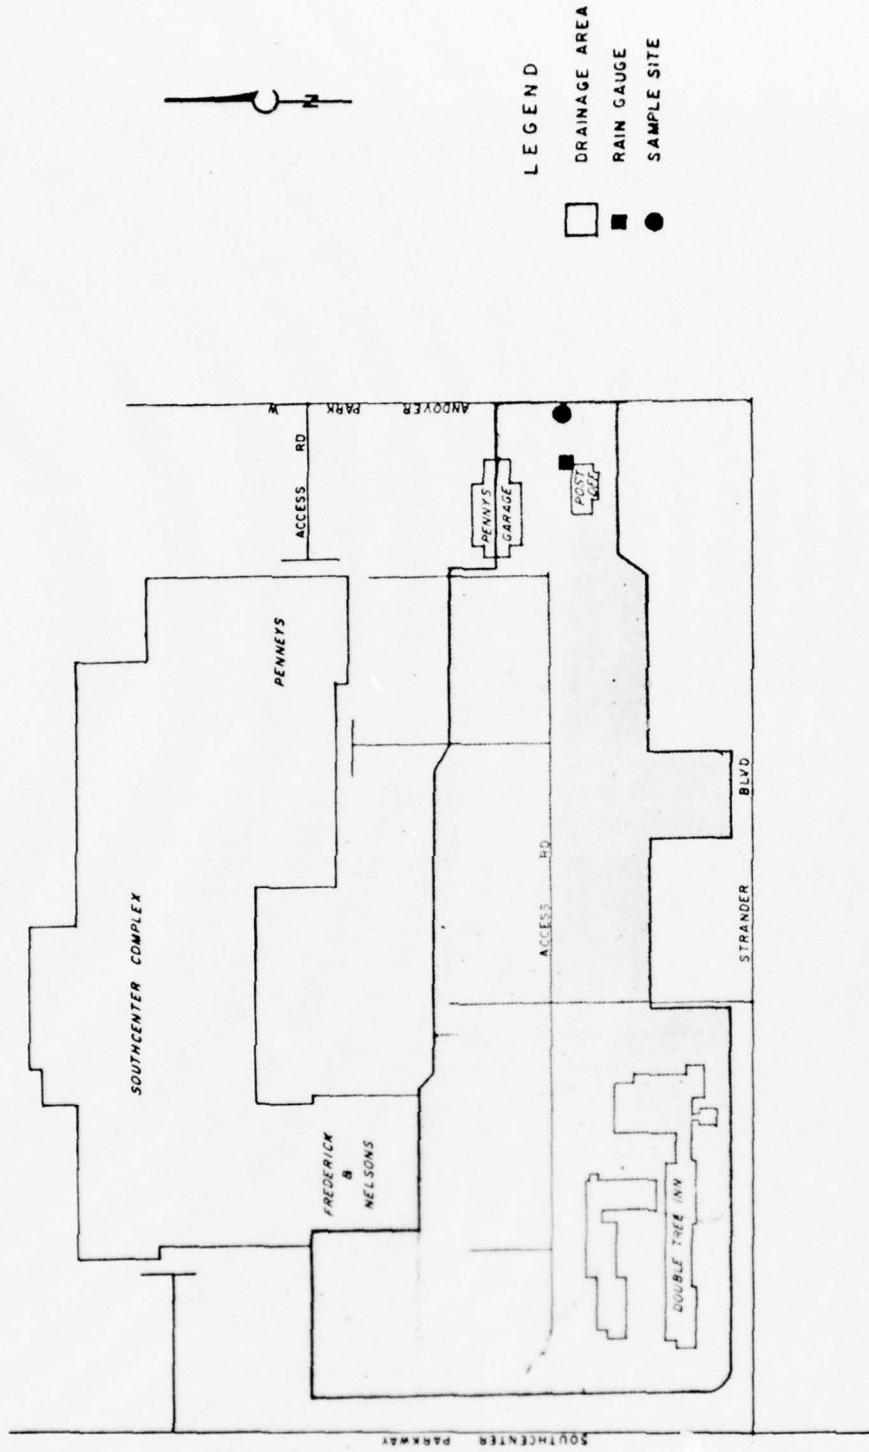 N
LEGEND
DRAINAGE AREA
RAIN GAUGE
SAMPLE SITE
SOUTHCENTER COMPLEX
PENNEYS
ACCESS RD
ANDOVER PARK W
FREDERICK
&
NELSONS
PENNYS
GARAGE
POST
OFF
ACCESS RD
DOUBLE TREE INN
STRANDER BLVD
SOUTHCENTER PARKWAY